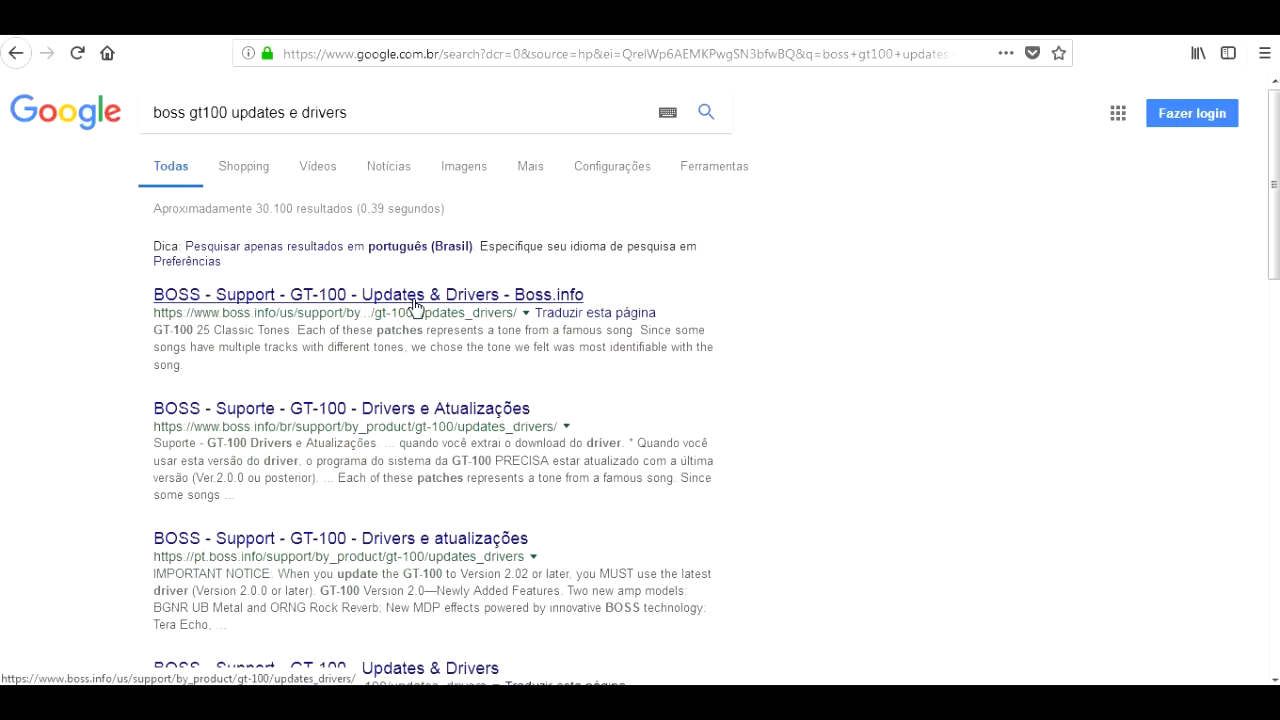 https://www.google.com.br/search?dcr=0&source=hp&ei=QrelWp6AEMKPwgSN3bfwBQ&q=boss+gt100+updates
Google
boss gt100 updates e drivers
Fazer login
Todas Shopping Vídeos Notícias Imagens Mais Configurações Ferramentas
Aproximadamente 30.100 resultados (0,39 segundos)
Dica: Pesquisar apenas resultados em português (Brasil). Especifique seu idioma de pesquisa em
Preferências
BOSS - Support - GT-100 - Updates & Drivers - Boss.info
https://www.boss.info/us/support/by.../gt-100/updates_drivers/ Traduzir esta página
GT-100 25 Classic Tones. Each of these patches represents a tone from a famous song. Since some
songs have multiple tracks with different tones, we chose the tone we felt was most identifiable with the
song.
BOSS - Suporte - GT-100 - Drivers e Atualizações
https://www.boss.info/br/support/by_product/gt-100/updates_drivers/
Suporte - GT-100 Drivers e Atualizações. ... quando você extrai o download do driver. * Quando você
usar esta versão do driver, o programa do sistema da GT-100 PRECISA estar atualizado com a última
versão (Ver.2.0.0 ou posterior). ... Each of these patches represents a tone from a famous song. Since
some songs ...
BOSS - Support - GT-100 - Drivers e atualizações
https://pt.boss.info/support/by_product/gt-100/updates_drivers
IMPORTANT NOTICE. When you update the GT-100 to Version 2.02 or later, you MUST use the latest
driver (Version 2.0.0 or later). GT-100 Version 2.0—Newly Added Features. Two new amp models:
BGNR UB Metal and ORNG Rock Reverb; New MDP effects powered by innovative BOSS technology:
Tera Echo, ...
BOSS - Support - GT-100 - Updates & Drivers
https://www.boss.info/us/support/by_product/gt-100/updates_drivers/
100/updates_drivers Traduzir esta página